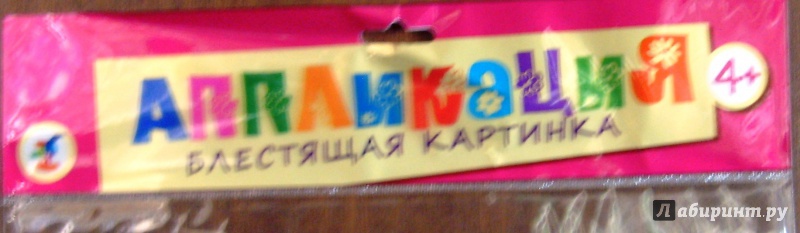 АППЛИКАЦИЯ
4+
БЛЕСТЯЩАЯ КАРТИНКА
Лабиринт.ру